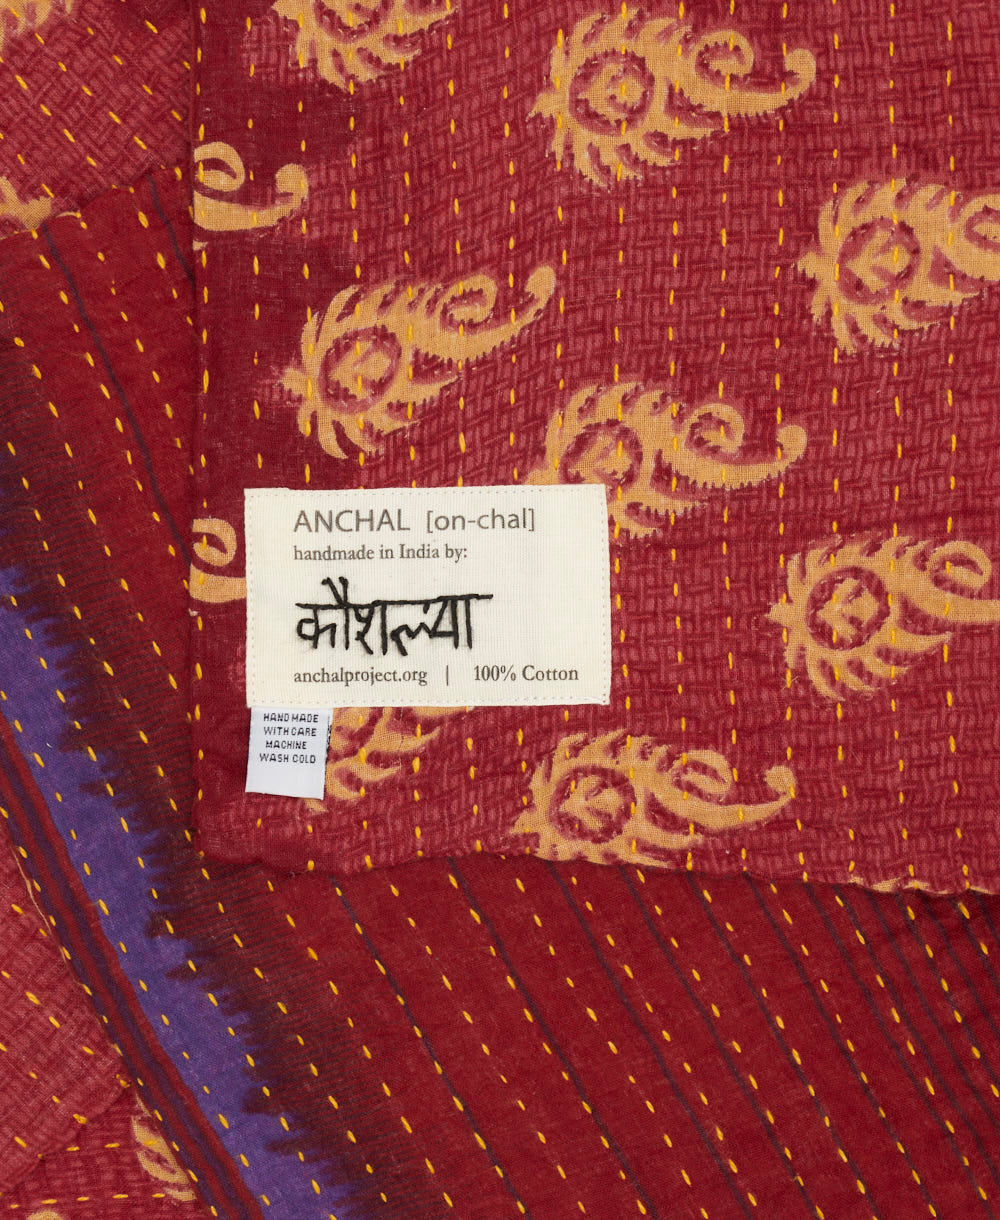 ANCHAL [on-chal]
handmade in India by:
कौशल्या
anchalproject.org | 100% Cotton
HAND MADE
WITH CARE
MACHINE
WASH COLD